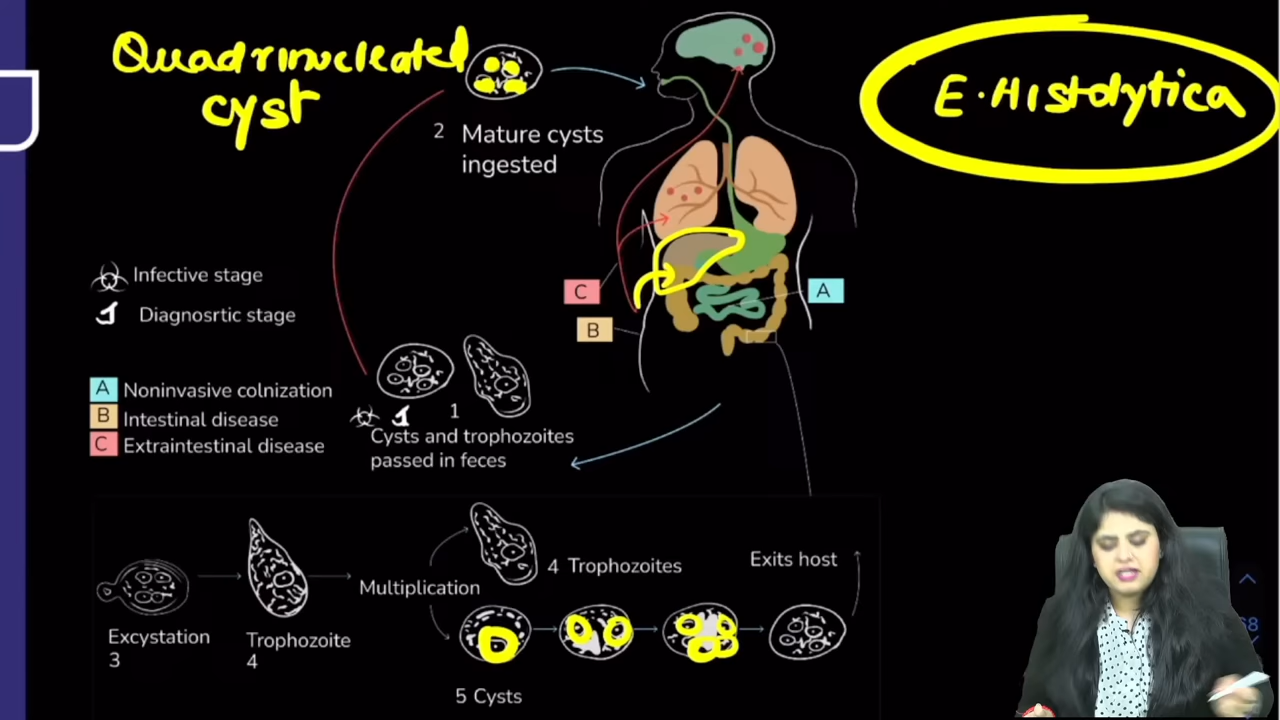 Quadrinucleated
cyst
E.Histolytica
2 Mature cysts
ingested
Infective stage
Diagnosrtic stage
C
A
B
A Noninvasive colnization
B Intestinal disease
C Extraintestinal disease
1
Cysts and trophozoites
passed in feces
Excystation
3
Trophozoite
4
Multiplication
4 Trophozoites
5 Cysts
Exits host